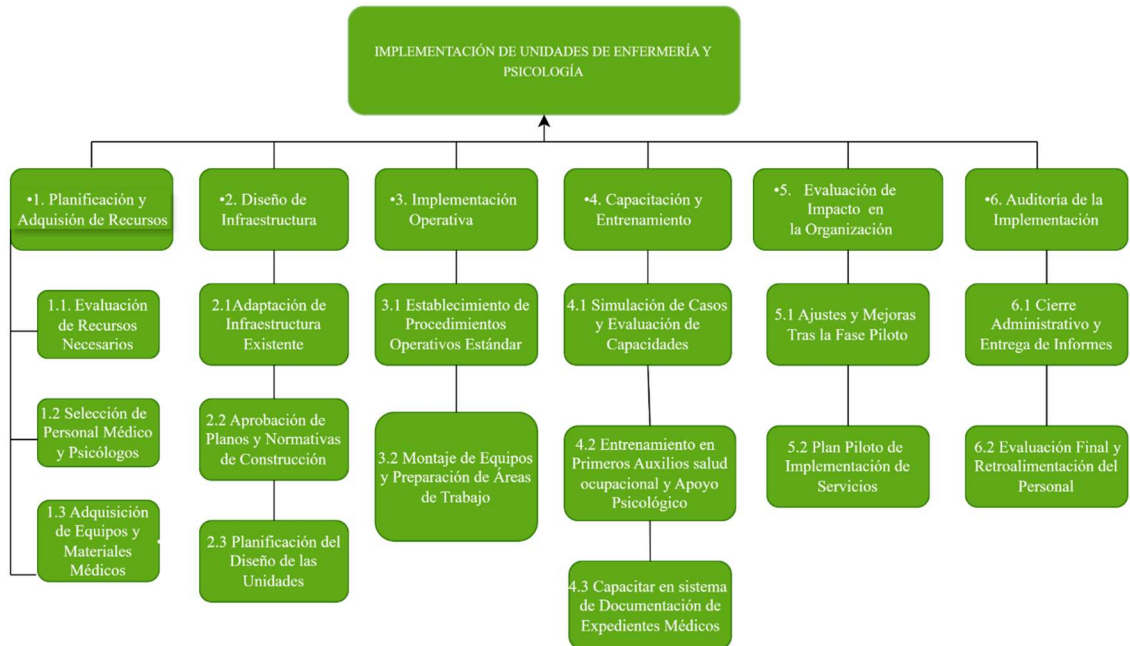 IMPLEMENTACIÓN DE UNIDADES DE ENFERMERÍA Y
PSICOLOGÍA
•1. Planificación y
Adquisión de Recursos
1.1. Evaluación
de Recursos
Necesarios
1.2 Selección de
Personal Médico
y Psicólogos
1.3 Adquisición
de Equipos y
Materiales
Médicos
•2. Diseño de
Infraestructura
2.1Adaptación de
Infraestructura
Existente
2.2 Aprobación de
Planos y Normativas
de Construcción
2.3 Planificación del
Diseño de las
Unidades
•3. Implementación
Operativa
3.1 Establecimiento de
Procedimientos
Operativos Estándar
3.2 Montaje de Equipos
y Preparación de Áreas
de Trabajo
•4. Capacitación y
Entrenamiento
4.1 Simulación de Casos
y Evaluación de
Capacidades
4.2 Entrenamiento en
Primeros Auxilios salud
ocupacional y Apoyo
Psicológico
4.3 Capacitar en sistema
de Documentación de
Expedientes Médicos
•5. Evaluación de
Impacto en
la Organización
5.1 Ajustes y Mejoras
Tras la Fase Piloto
5.2 Plan Piloto de
Implementación de
Servicios
•6. Auditoría de la
Implementación
6.1 Cierre
Administrativo y
Entrega de Informes
6.2 Evaluación Final y
Retroalimentación del
Personal